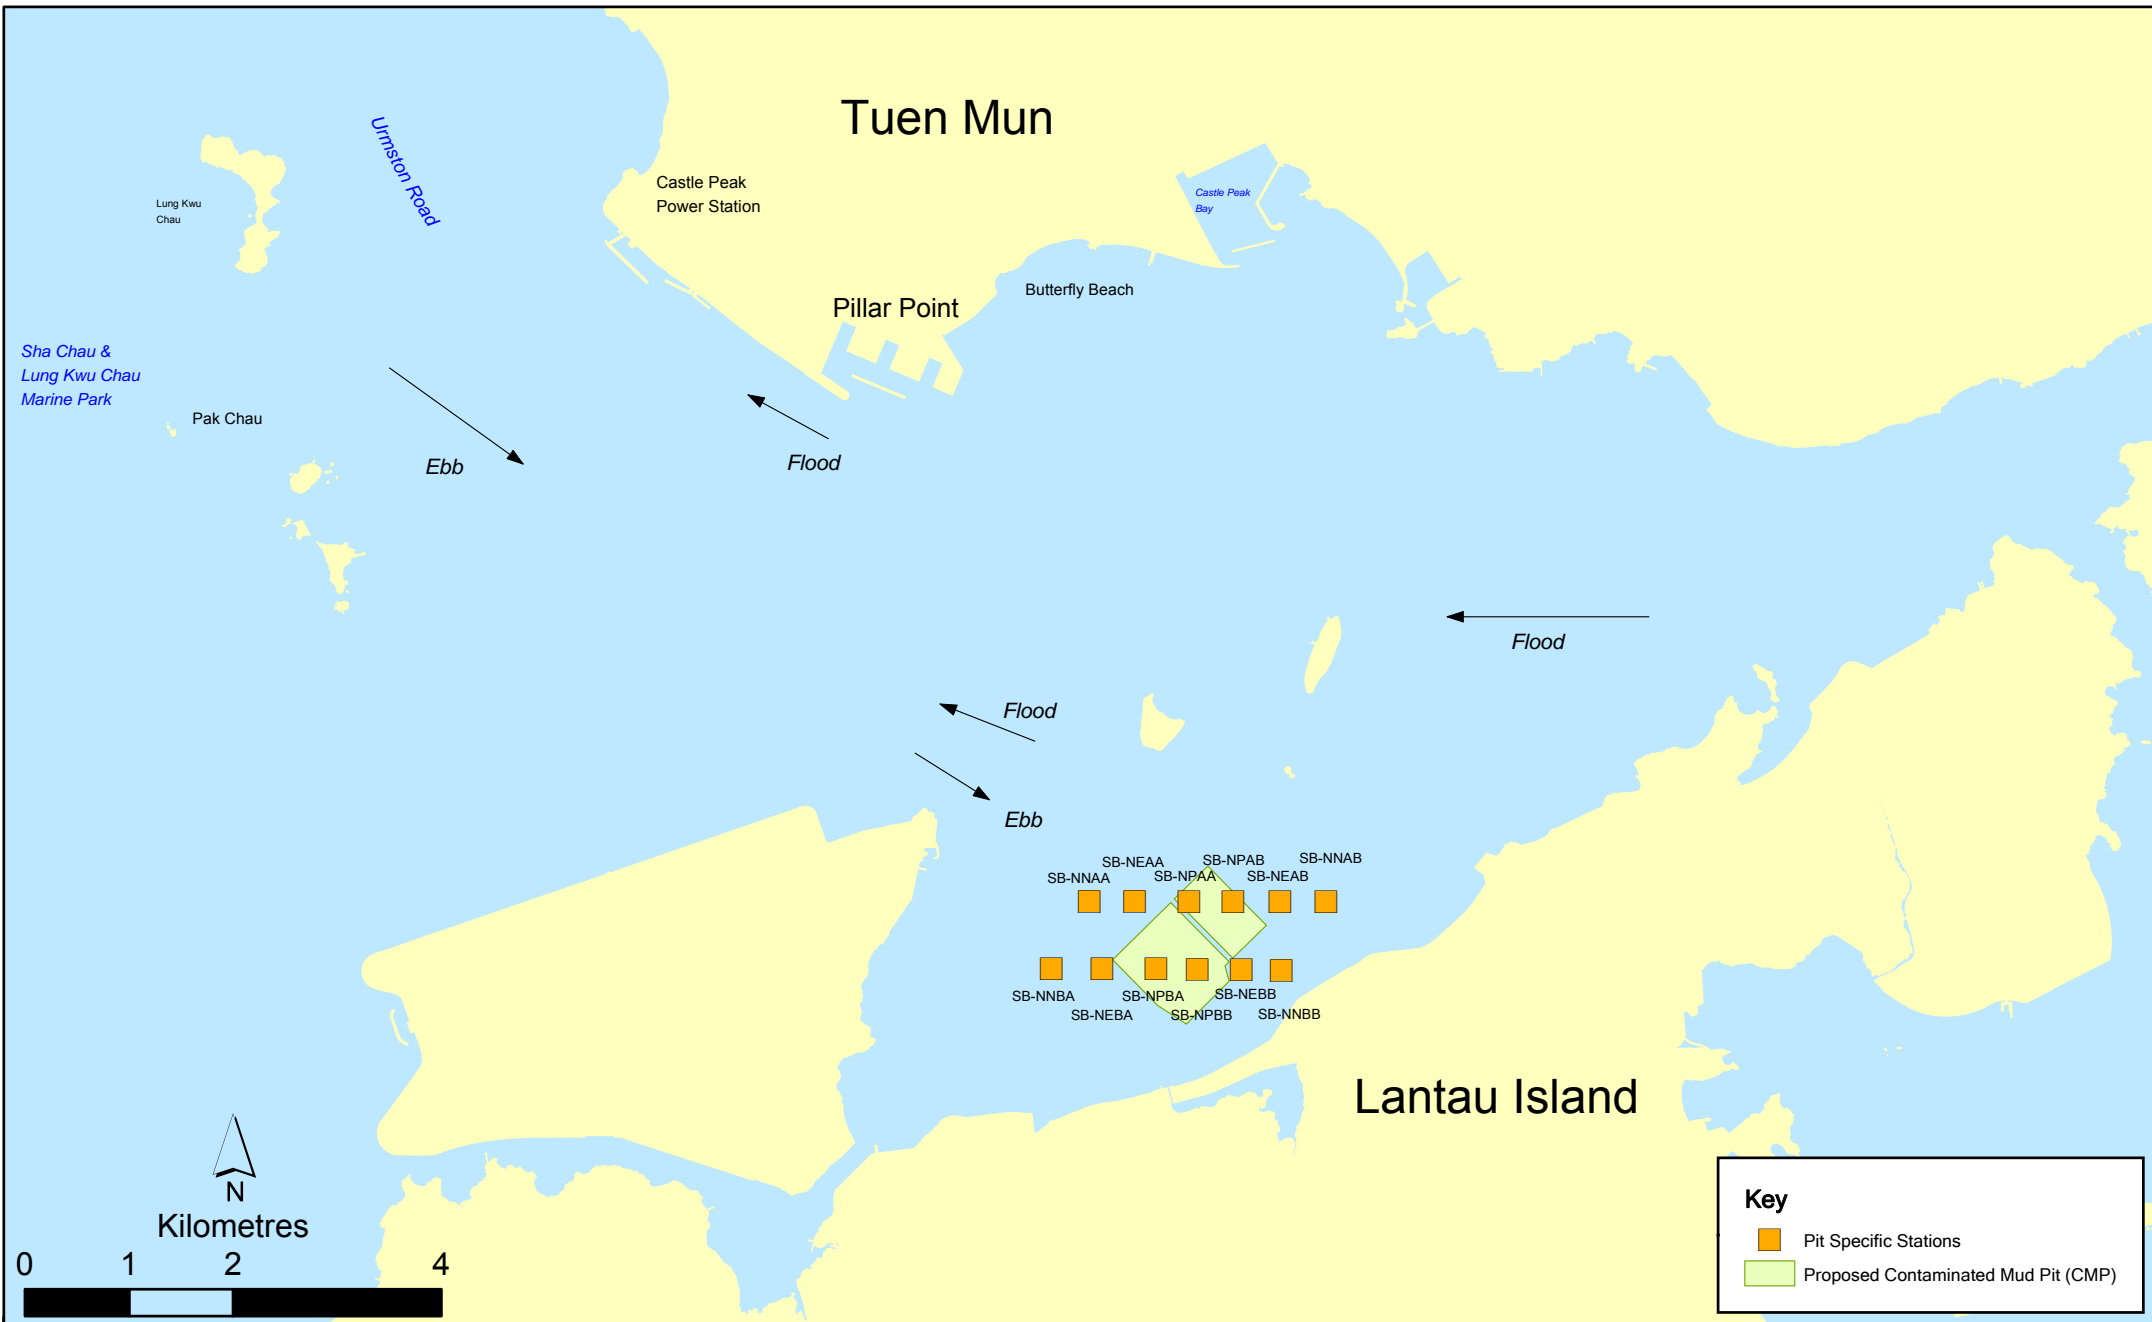 Tuen Mun
Urmston Road
Castle Peak
Power Station
Castle Peak
Bay
Lung Kwu
Chau
Butterfly Beach
Pillar Point
Sha Chau &
Lung Kwu Chau
Marine Park
Pak Chau
Ebb
Flood
Flood
Flood
Ebb
SB-NEAA
SB-NPAB
SB-NNAB
SB-NNAA
SB-NPAA
SB-NEAB
SB-NNBA
SB-NPBA
SB-NEBB
SB-NEBA
SB-NPBB
SB-NNBB
Lantau Island
N
Kilometres
0 1 2 4
Key
Pit Specific Stations
Proposed Contaminated Mud Pit (CMP)